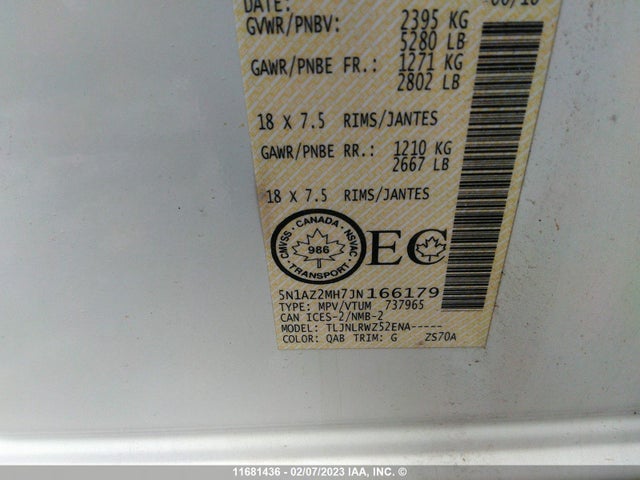 DATE: 06/18
GVWR/PNBV: 2395 KG
5280 LB
GAWR/PNBE FR.: 1271 KG
2802 LB
18 X 7.5 RIMS/JANTES
GAWR/PNBE RR.: 1210 KG
2667 LB
18 X 7.5 RIMS/JANTES
CMVSS · CANADA · NSVAC
986
TRANSPORT
EC
5N1AZ2MH7JN166179
TYPE: MPV/VTUM 737965
CAN ICES-2/NMB-2
MODEL: TLJNLRWZ52ENA-----
COLOR: QAB TRIM: G ZS70A
11681436 - 02/07/2023 IAA, INC. ©